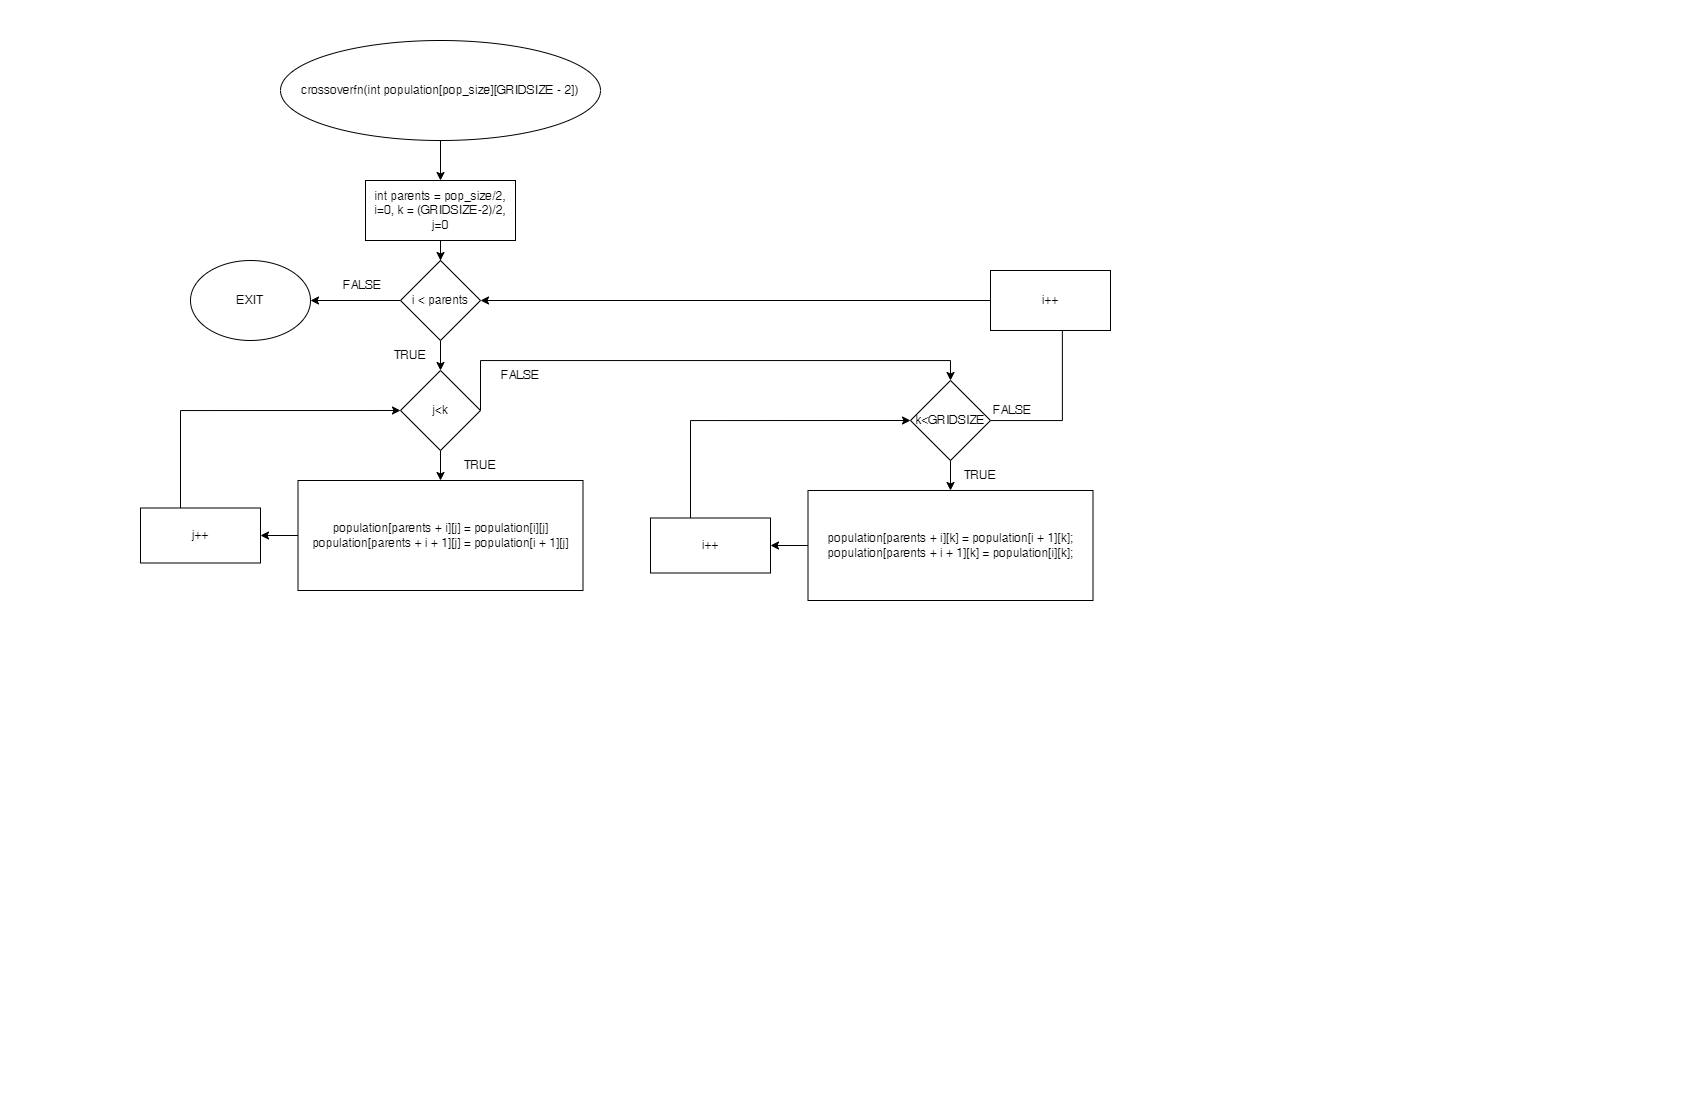 crossoverfn(int population[pop_size][GRIDSIZE - 2])
int parents = pop_size/2,
i=0, k = (GRIDSIZE-2)/2,
j=0
EXIT
FALSE
i < parents
i++
TRUE
FALSE
j<k
k<GRIDSIZE
FALSE
TRUE
TRUE
population[parents + i][j] = population[i][j]
population[parents + i + 1][j] = population[i + 1][j]
j++
population[parents + i][k] = population[i + 1][k];
population[parents + i + 1][k] = population[i][k];
i++